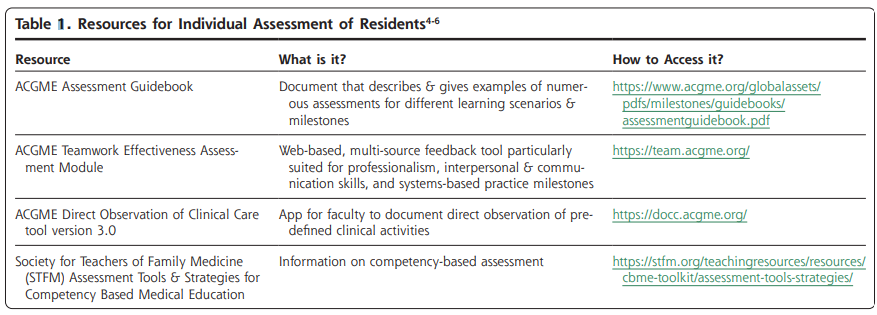 Table 1. Resources for Individual Assessment of Residents4-6
Resource What is it? How to Access it?
ACGME Assessment Guidebook Document that describes & gives examples of numer- https://www.acgme.org/globalassets/
ous assessments for different learning scenarios & pdfs/milestones/guidebooks/
milestones assessmentguidebook.pdf
ACGME Teamwork Effectiveness Assess- Web-based, multi-source feedback tool particularly https://team.acgme.org/
ment Module suited for professionalism, interpersonal & commu-
nication skills, and systems-based practice milestones
ACGME Direct Observation of Clinical Care App for faculty to document direct observation of pre- https://docc.acgme.org/
tool version 3.0 defined clinical activities
Society for Teachers of Family Medicine Information on competency-based assessment https://stfm.org/teachingresources/resources/
(STFM) Assessment Tools & Strategies for cbme-toolkit/assessment-tools-strategies/
Competency Based Medical Education